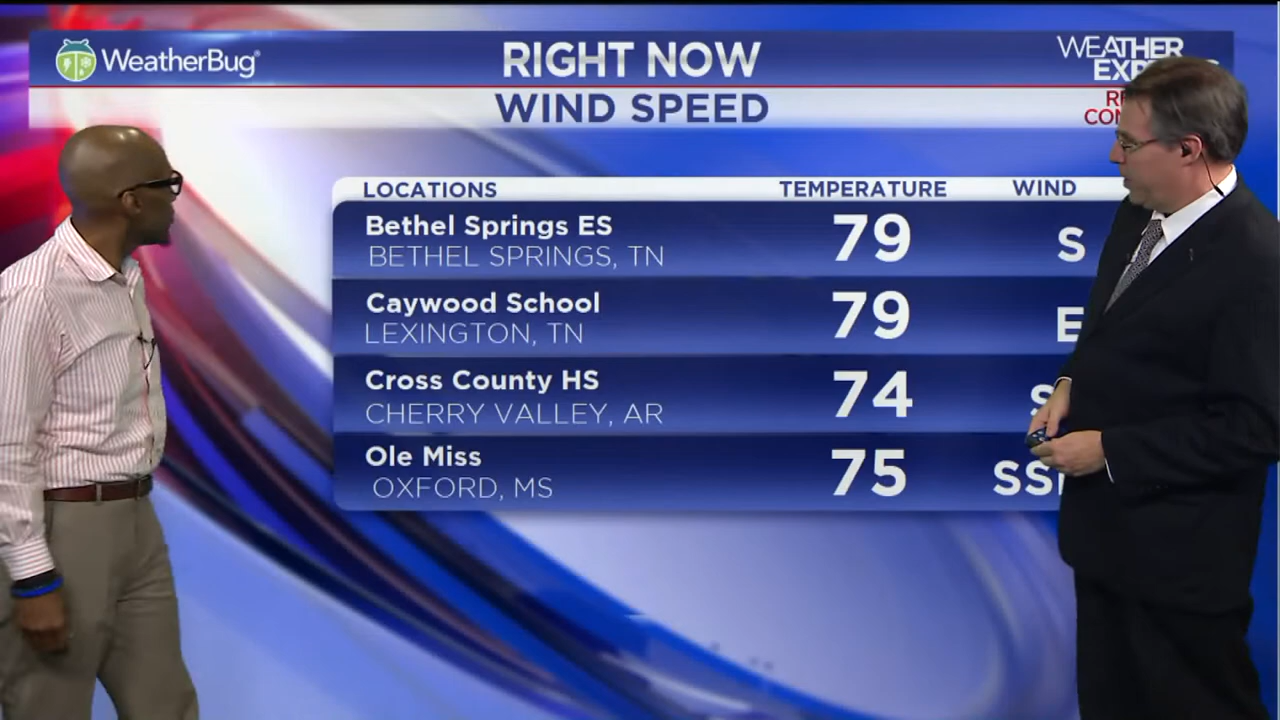 WeatherBug®
RIGHT NOW
WEATHER
WIND SPEED
LOCATIONS TEMPERATURE WIND
Bethel Springs ES
BETHEL SPRINGS, TN
79
S
Caywood School
LEXINGTON, TN
79
E
Cross County HS
CHERRY VALLEY, AR
74
Ole Miss
OXFORD, MS
75